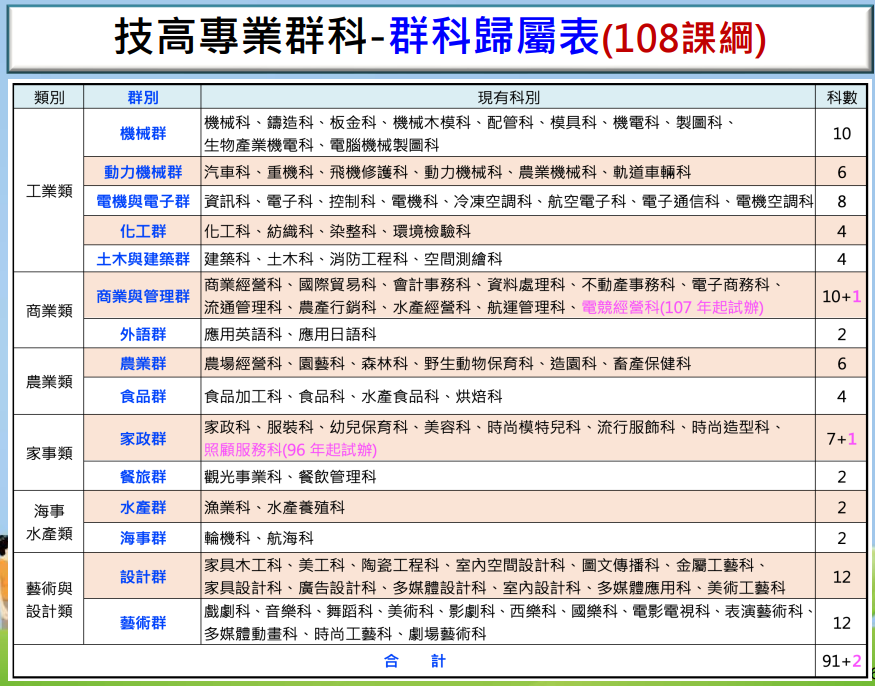 技高專業群科-群科歸屬表(108課綱)
類別 群別 現有科別 科數
工業類
機械群 機械科、鑄造科、板金科、機械木模科、配管科、模具科、機電科、製圖科、
生物產業機電科、電腦機械製圖科 10
動力機械群 汽車科、重機科、飛機修護科、動力機械科、農業機械科、軌道車輛科 6
電機與電子群 資訊科、電子科、控制科、電機科、冷凍空調科、航空電子科、電子通信科、電機空調科 8
化工群 化工科、紡織科、染整科、環境檢驗科 4
土木與建築群 建築科、土木科、消防工程科、空間測繪科 4
商業類
商業與管理群 商業經營科、國際貿易科、會計事務科、資料處理科、不動產事務科、電子商務科、
流通管理科、農產行銷科、水產經營科、航運管理科、電競經營科(107 年起試辦) 10+1
外語群 應用英語科、應用日語科 2
農業類
農業群 農場經營科、園藝科、森林科、野生動物保育科、造園科、畜產保健科 6
食品群 食品加工科、食品科、水產食品科、烘焙科 4
家事類
家政群 家政科、服裝科、幼兒保育科、美容科、時尚模特兒科、流行服飾科、時尚造型科、
照顧服務科(96 年起試辦) 7+1
餐旅群 觀光事業科、餐飲管理科 2
海事
水產類
水產群 漁業科、水產養殖科 2
海事群 輪機科、航海科 2
藝術與
設計類
設計群 家具木工科、美工科、陶瓷工程科、室內空間設計科、圖文傳播科、金屬工藝科、
家具設計科、廣告設計科、多媒體設計科、室內設計科、多媒體應用科、美術工藝科 12
藝術群 戲劇科、音樂科、舞蹈科、美術科、影劇科、西樂科、國樂科、電影電視科、表演藝術科、
多媒體動畫科、時尚工藝科、劇場藝術科 12
合 計 91+2